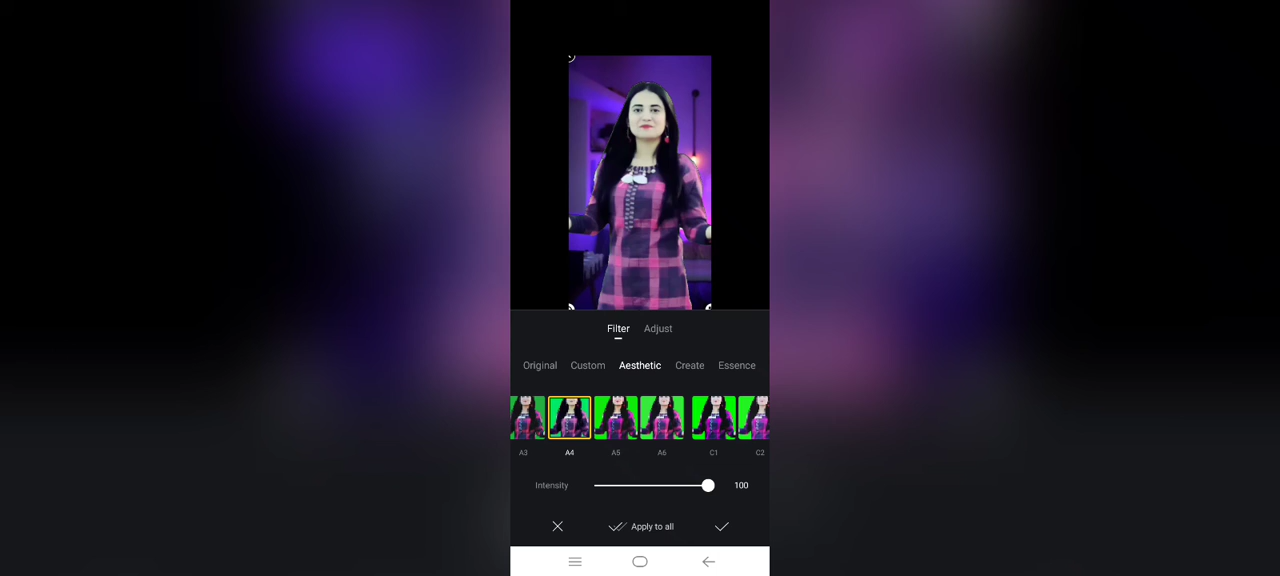 Filter Adjust
Original Custom Aesthetic Create Essence
A3 A4 A5 A6 C1 C2
Intensity 100
Apply to all